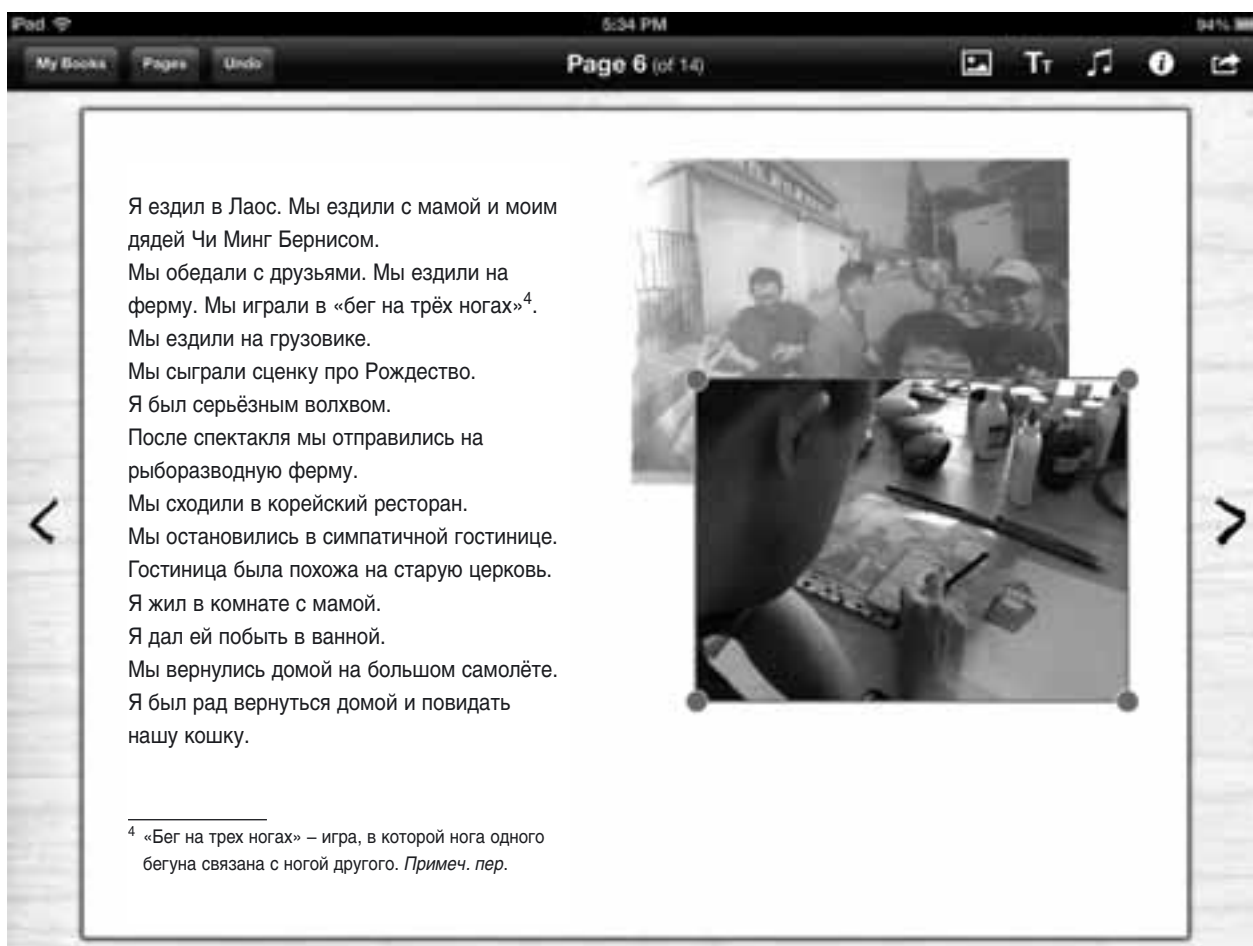 iPad
5:34 PM
94%
My Books
Pages
Undo
Page 6 (of 14)
Я ездил в Лаос. Мы ездили с мамой и моим
дядей Чи Минг Бернисом.
Мы обедали с друзьями. Мы ездили на
ферму. Мы играли в «бег на трёх ногах»4.
Мы ездили на грузовике.
Мы сыграли сценку про Рождество.
Я был серьёзным волхвом.
После спектакля мы отправились на
рыборазводную ферму.
Мы сходили в корейский ресторан.
Мы остановились в симпатичной гостинице.
Гостиница была похожа на старую церковь.
Я жил в комнате с мамой.
Я дал ей побыть в ванной.
Мы вернулись домой на большом самолёте.
Я был рад вернуться домой и повидать
нашу кошку.
4 «Бег на трех ногах» – игра, в которой нога одного
бегуна связана с ногой другого. Примеч. пер.